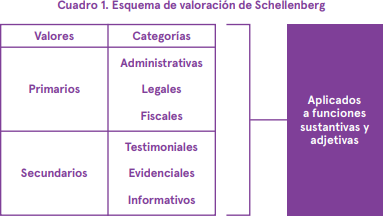 Cuadro 1. Esquema de valoración de Schellenberg
Valores
Categorías
Primarios
Administrativas
Legales
Fiscales
Secundarios
Testimoniales
Evidenciales
Informativos
Aplicados
a funciones
sustantivas y
adjetivas